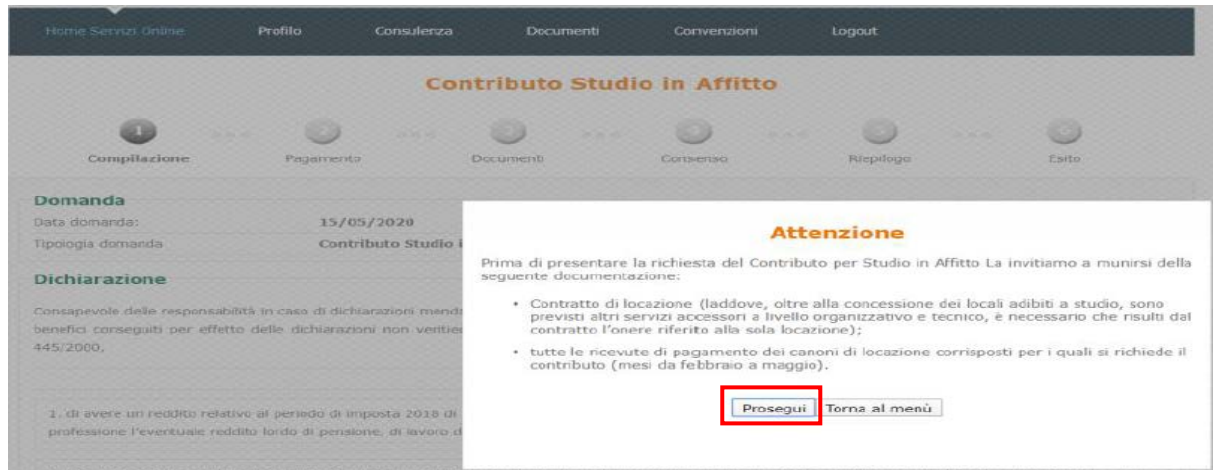 Home Servizi Online Profilo Consulenza Documenti Convenzioni Logout
Contributo Studio in Affitto
1 2 3 4 5 6
Compilazione Pagamento Documenti Consenso Riepilogo Esito
Domanda
Data domanda: 15/05/2020
Tipologia domanda Contributo Studio i
Dichiarazione
Consapevole delle responsabilità in caso di dichiarazioni mend
benefici conseguiti per effetto delle dichiarazioni non veritie
445/2000,
1. di avere un reddito relativo al periodo di imposta 2018 di
professione l'eventuale reddito lordo di pensione, di lavoro d
Attenzione
Prima di presentare la richiesta del Contributo per Studio in Affitto La invitiamo a munirsi della
seguente documentazione:
• Contratto di locazione (laddove, oltre alla concessione dei locali adibiti a studio, sono
previsti altri servizi accessori a livello organizzativo e tecnico, è necessario che risulti dal
contratto l'onere riferito alla sola locazione);
• tutte le ricevute di pagamento dei canoni di locazione corrisposti per i quali si richiede il
contributo (mesi da febbraio a maggio).
Prosegui Torna al menù